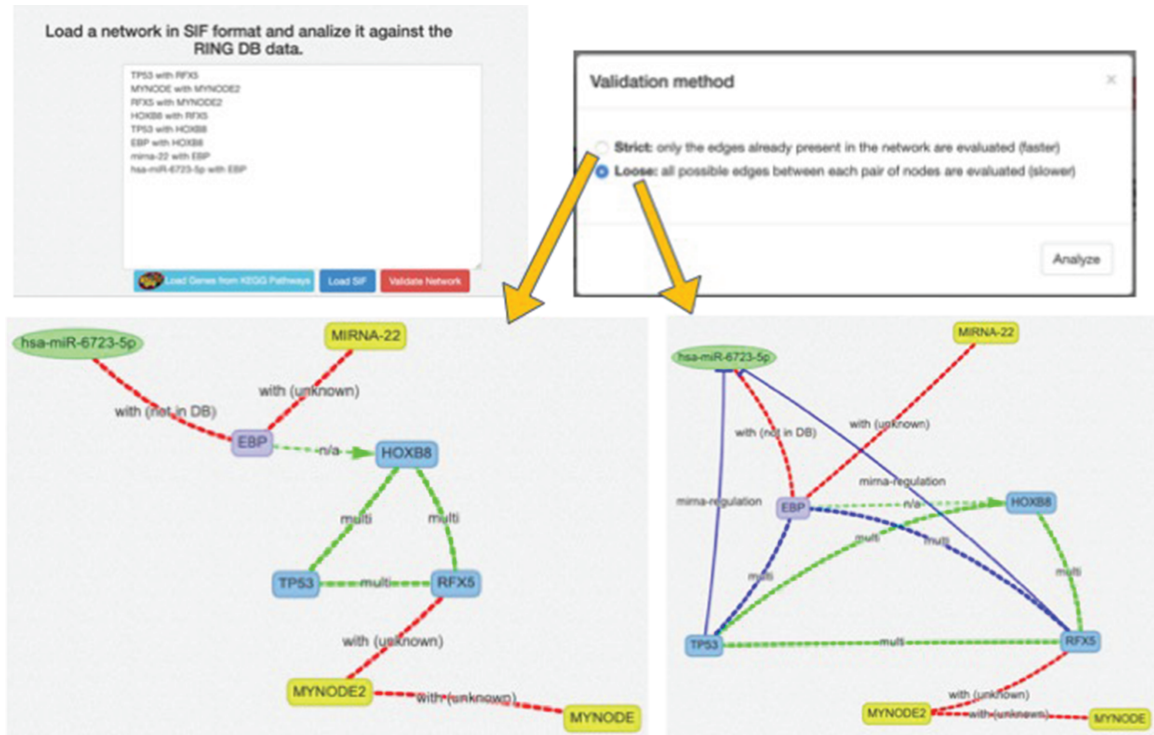 Load a network in SIF format and analize it against the
RING DB data.
TP53 with RFX5
MYNODE with MYNODE2
RFX5 with MYNODE2
HOXB8 with RFX5
TP53 with HOXB8
EBP with HOXB8
mirna-22 with EBP
hsa-miR-6723-5p with EBP
Load Genes from KEGG Pathways
Load SIF
Validate Network
Validation method
×
Strict: only the edges already present in the network are evaluated (faster)
Loose: all possible edges between each pair of nodes are evaluated (slower)
Analyze
hsa-miR-6723-5p
MIRNA-22
with (unknown)
with (not in DB)
EBP
n/a
HOXB8
multi
multi
TP53
multi
RFX5
with (unknown)
MYNODE2
with (unknown)
MYNODE
MIRNA-22
hsa-miR-6723-5p
with (unknown)
with (not in DB)
mirna-regulation
mirna-regulation
EBP
n/a
HOXB8
multi
multi
multi
multi
TP53
multi
RFX5
with (unknown)
MYNODE2
with (unknown)
MYNODE